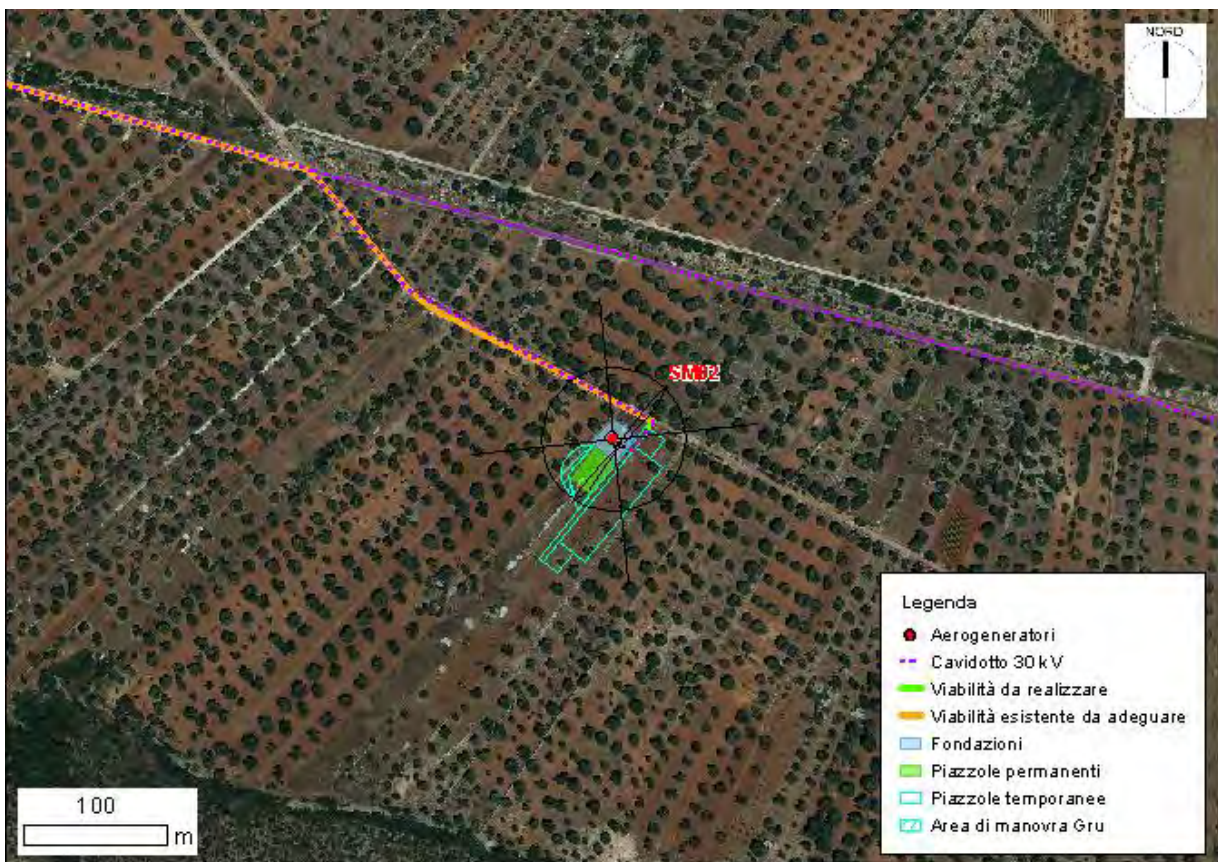 NORD
SM02
Legenda
Aerogeneratori
Cavidotto 30 kV
Viabilità da realizzare
Viabilità esistente da adeguare
Fondazioni
Piazzole permanenti
Piazzole temporanee
Area di manovra Gru
100
m